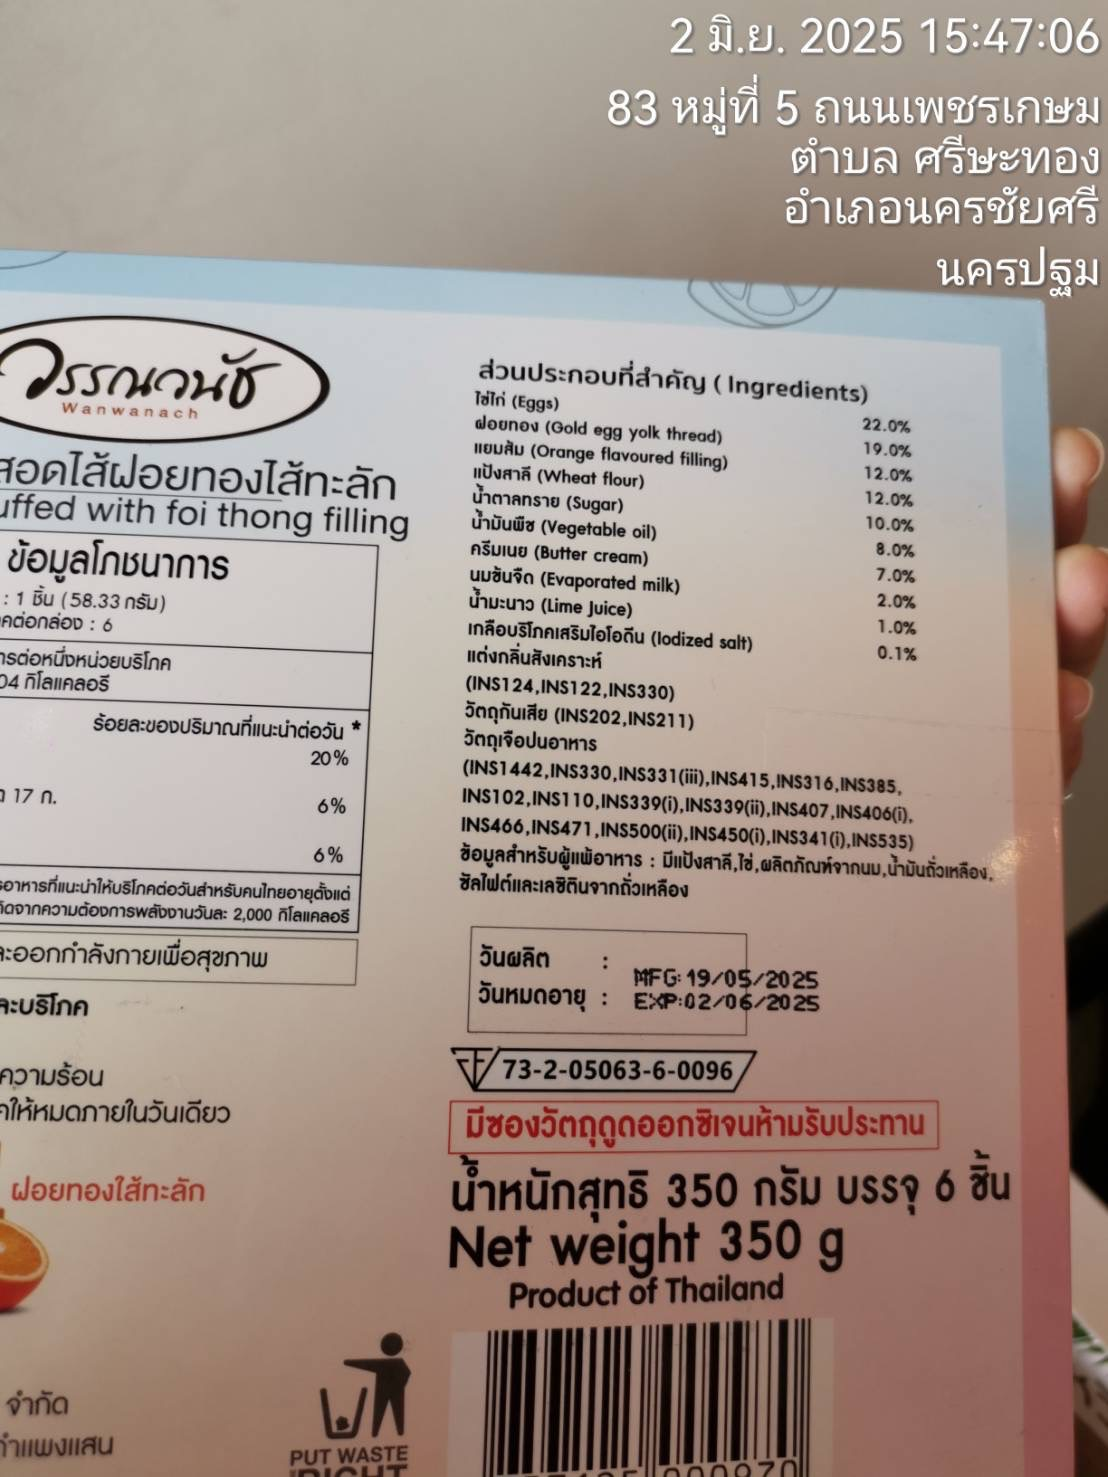 2 มิ.ย. 2025 15:47:06
83 หมู่ที่ 5 ถนนเพชรเกษม
ตำบล ศรีษะทอง
อำเภอนครชัยศรี
นครปฐม
วรรณวนัช
Wanwanach
สอดไส้ฝอยทองไส้ทะลัก
uffed with foi thong filling
ข้อมูลโภชนาการ
: 1 ชิ้น (58.33 กรัม)
คต่อกล่อง : 6
ารต่อหนึ่งหน่วยบริโภค
04 กิโลแคลอรี
ร้อยละของปริมาณที่แนะนำต่อวัน *
20%
17 ก. 6%
6%
รอาหารที่แนะนำให้บริโภคต่อวันสำหรับคนไทยอายุตั้งแต่
คิดจากความต้องการพลังงานวันละ 2,000 กิโลแคลอรี
ละออกกำลังกายเพื่อสุขภาพ
ละบริโภค
ความร้อน
คให้หมดภายในวันเดียว
ฝอยทองไส้ทะลัก
จำกัด
กำแพงแสน
PUT WASTE
RIGHT
ส่วนประกอบที่สำคัญ ( Ingredients)
ไข่ไก่ (Eggs) 22.0%
ฝอยทอง (Gold egg yolk thread) 19.0%
แยมส้ม (Orange flavoured filling) 12.0%
แป้งสาลี (Wheat flour) 12.0%
น้ำตาลทราย (Sugar) 10.0%
น้ำมันพืช (Vegetable oil) 8.0%
ครีมเนย (Butter cream) 7.0%
นมข้นจืด (Evaporated milk) 2.0%
น้ำมะนาว (Lime Juice) 1.0%
เกลือบริโภคเสริมไอโอดีน (Iodized salt) 0.1%
แต่งกลิ่นสังเคราะห์
(INS124,INS122,INS330)
วัตถุกันเสีย (INS202,INS211)
วัตถุเจือปนอาหาร
(INS1442,INS330,INS331(iii),INS415,INS316,INS385,
INS102,INS110,INS339(i),INS339(ii),INS407,INS406(i),
INS466,INS471,INS500(ii),INS450(i),INS341(i),INS535)
ข้อมูลสำหรับผู้แพ้อาหาร : มีแป้งสาลี,ไข่,ผลิตภัณฑ์จากนม,น้ำมันถั่วเหลือง,
ซัลไฟต์และเลซิตินจากถั่วเหลือง
วันผลิต : MFG:19/05/2025
วันหมดอายุ : EXP:02/06/2025
73-2-05063-6-0096
มีซองวัตถุดูดออกซิเจนห้ามรับประทาน
น้ำหนักสุทธิ 350 กรัม บรรจุ 6 ชิ้น
Net weight 350 g
Product of Thailand